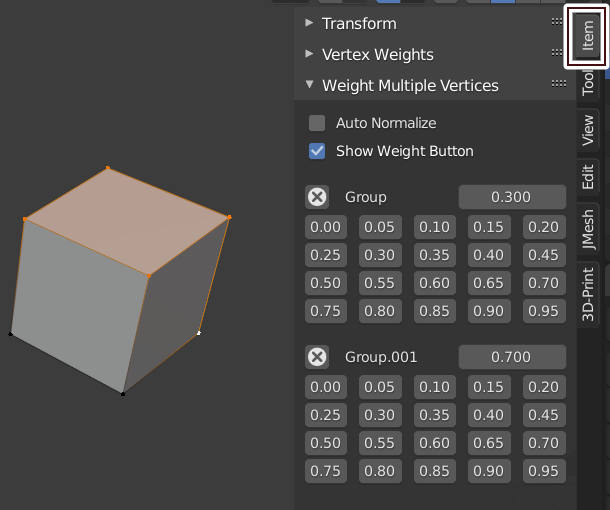 Transform
Vertex Weights
Weight Multiple Vertices
Auto Normalize
Show Weight Button
Group 0.300
0.00 0.05 0.10 0.15 0.20
0.25 0.30 0.35 0.40 0.45
0.50 0.55 0.60 0.65 0.70
0.75 0.80 0.85 0.90 0.95
Group.001 0.700
0.00 0.05 0.10 0.15 0.20
0.25 0.30 0.35 0.40 0.45
0.50 0.55 0.60 0.65 0.70
0.75 0.80 0.85 0.90 0.95
Item
Tool
View
Edit
JMesh
3D-Print